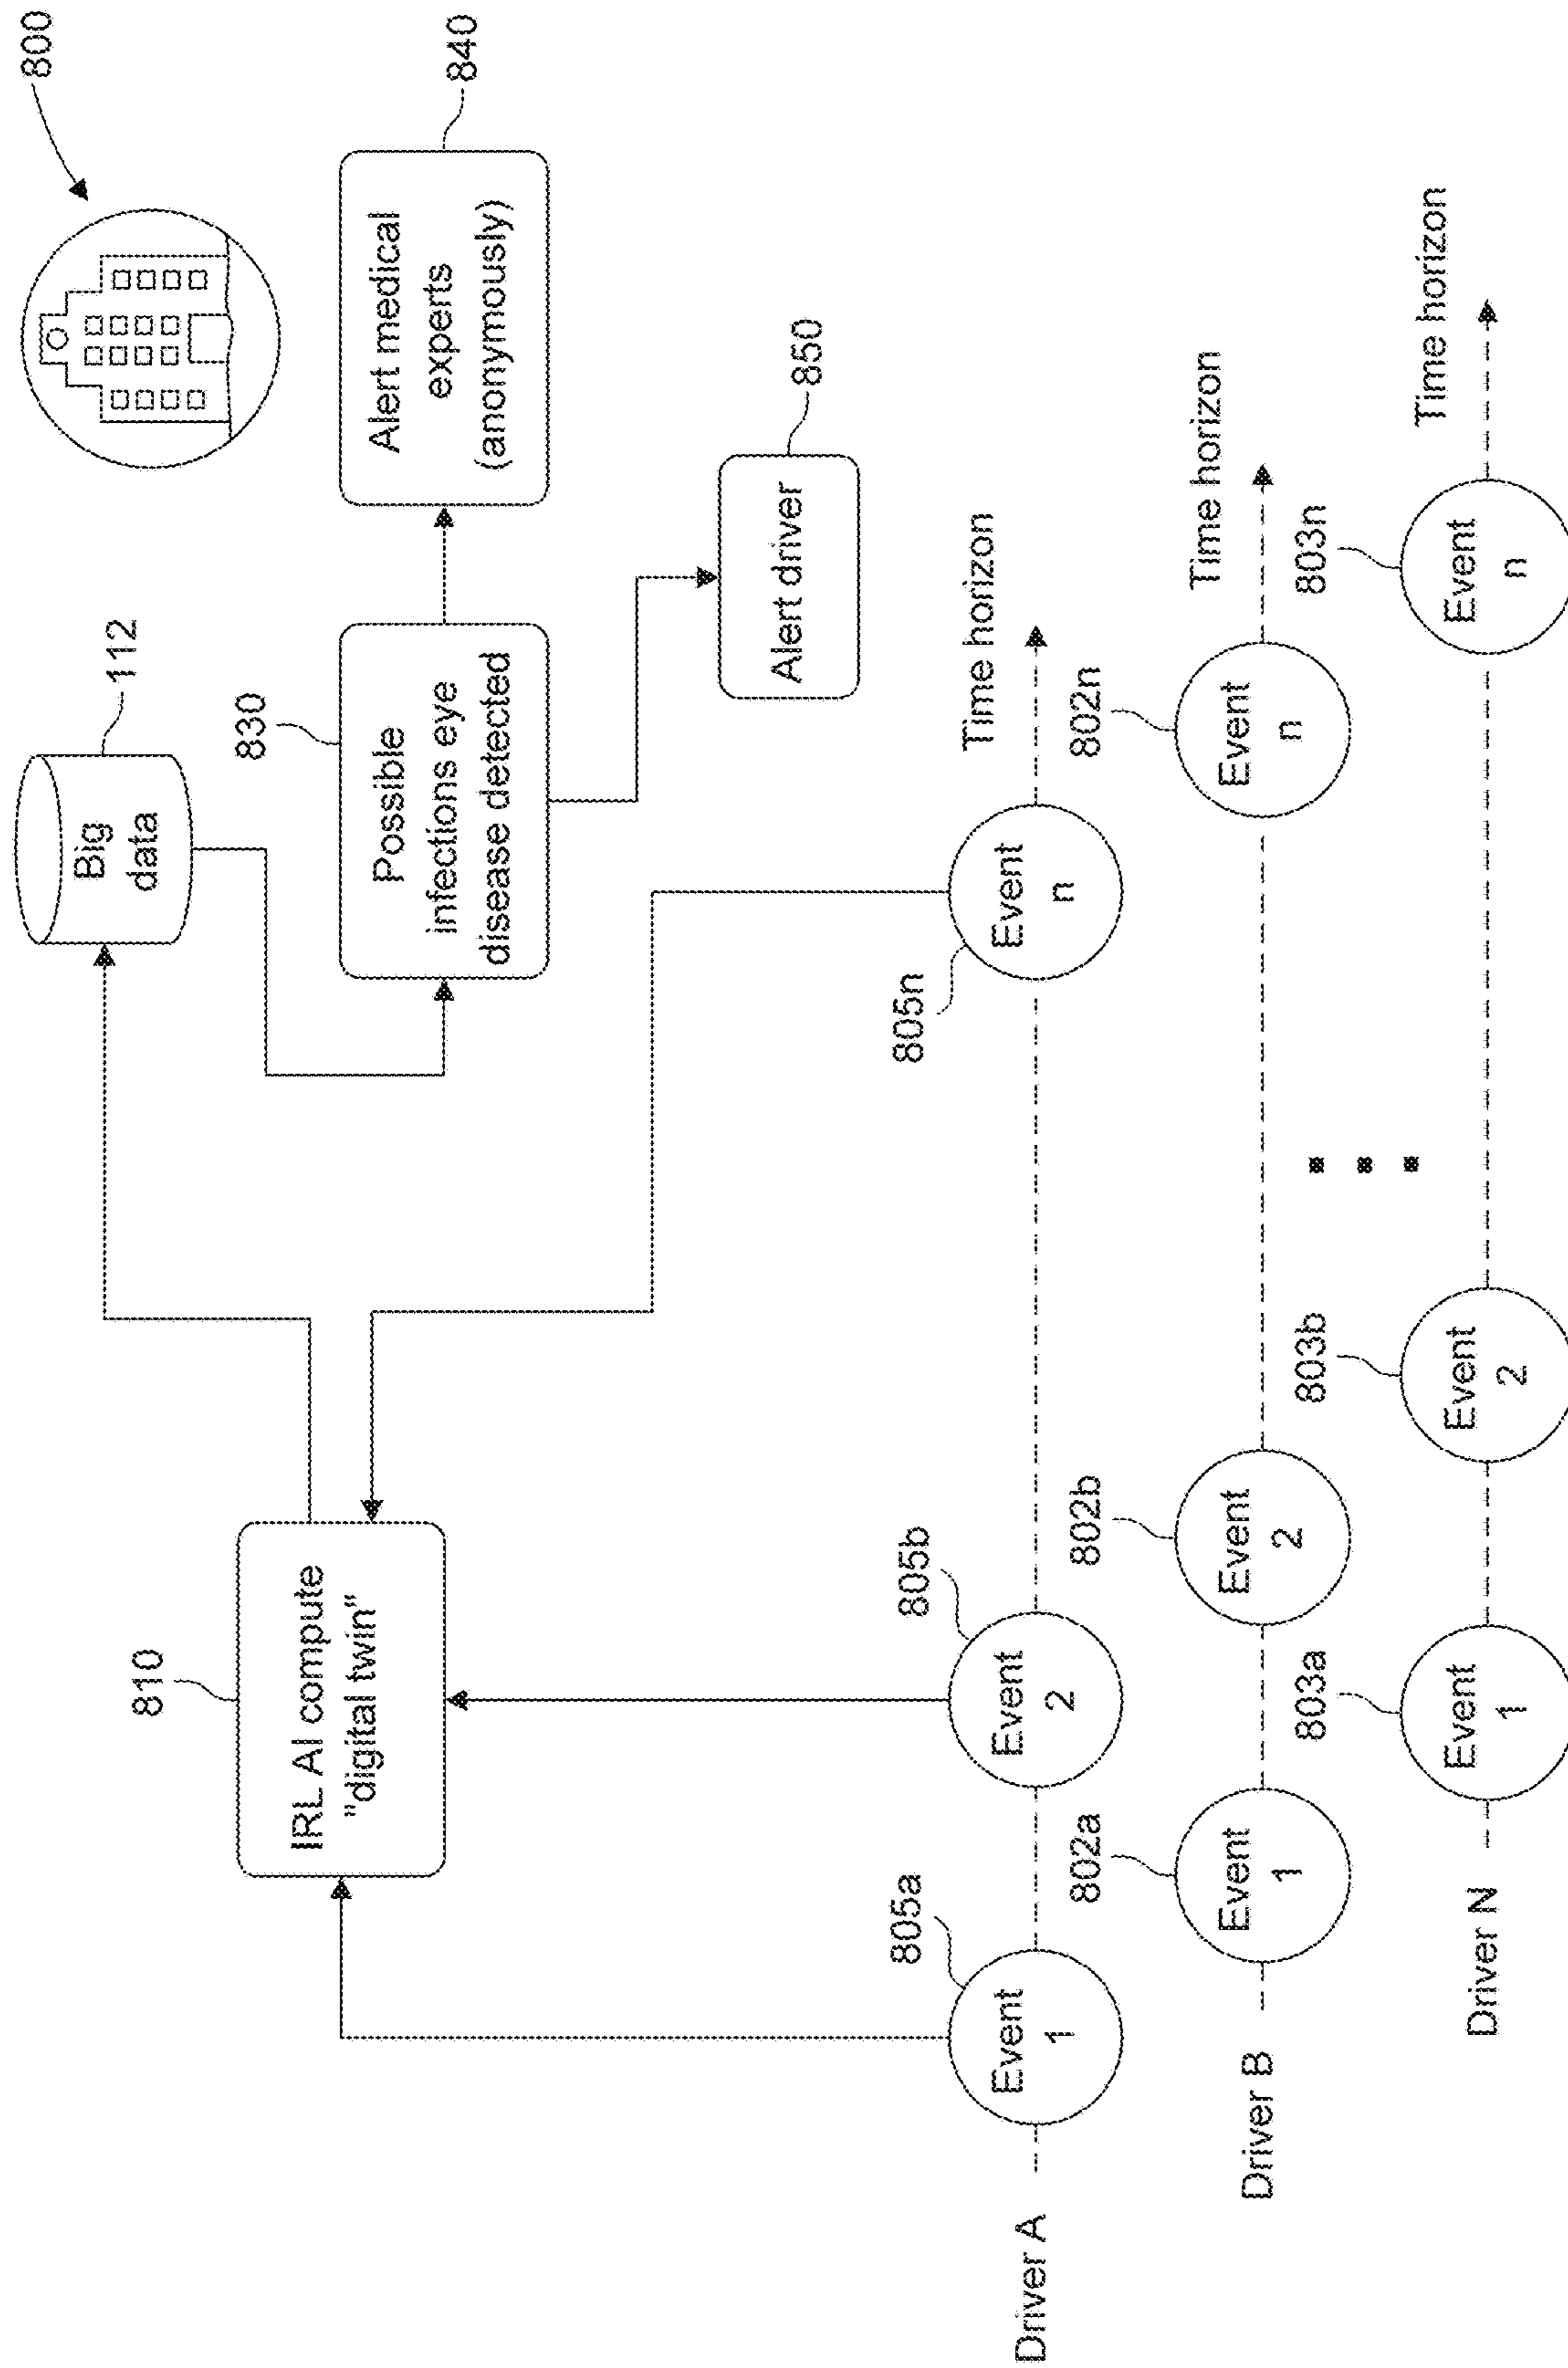 800
Big
data
112
830
Possible
infections eye
disease detected
Alert medical
experts
(anonymously)
840
Alert driver
850
810
IRL AI compute
"digital twin"
Driver A
805a
Event
1
805b
Event
2
805n
Event
n
Time horizon
Driver B
802a
Event
1
802b
Event
2
802n
Event
n
Time horizon
Driver N
803a
Event
1
803b
Event
2
803n
Event
n
Time horizon